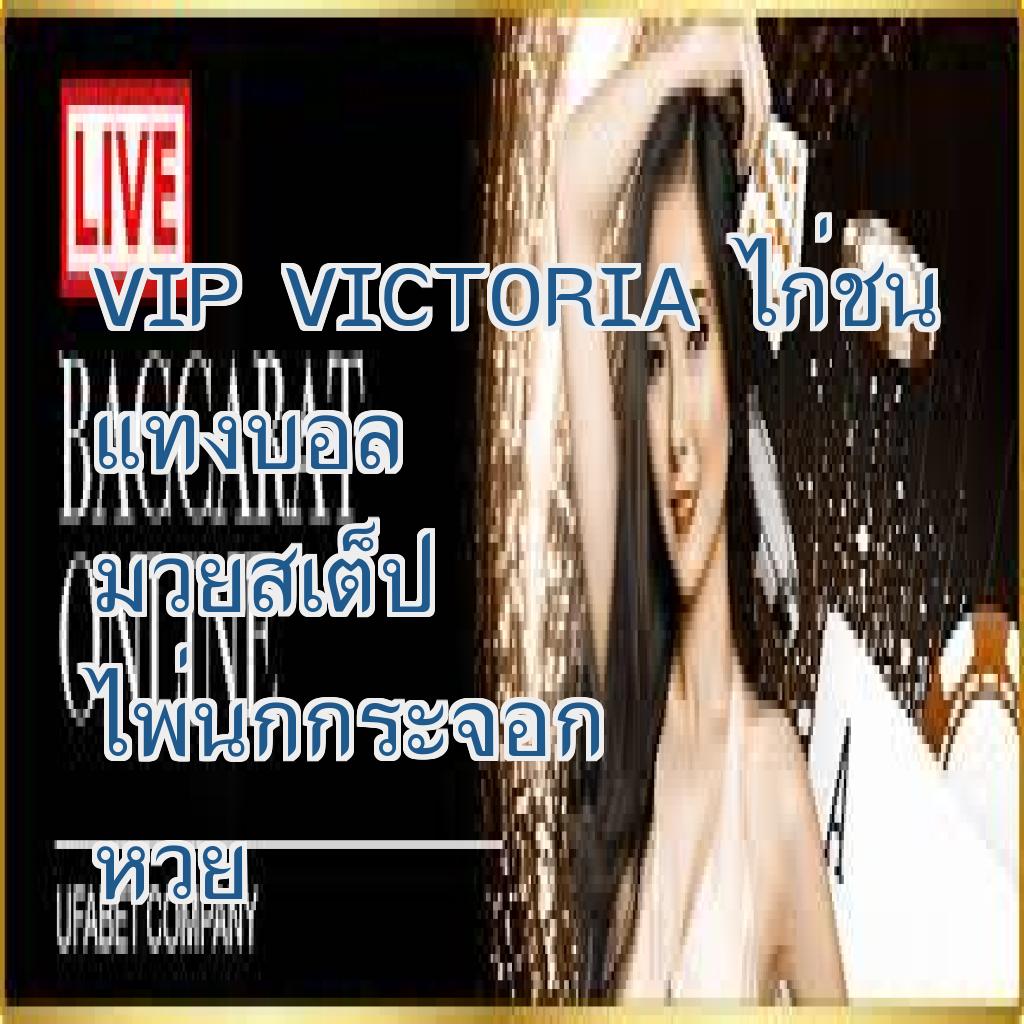 LIVE
VIP VICTORIA ไก่ชน
BACCARAT
แทงบอล
ONLINE
มวยสเต็ป
ไพ่นกกระจอก
หวย
UFABET COMPANY
A